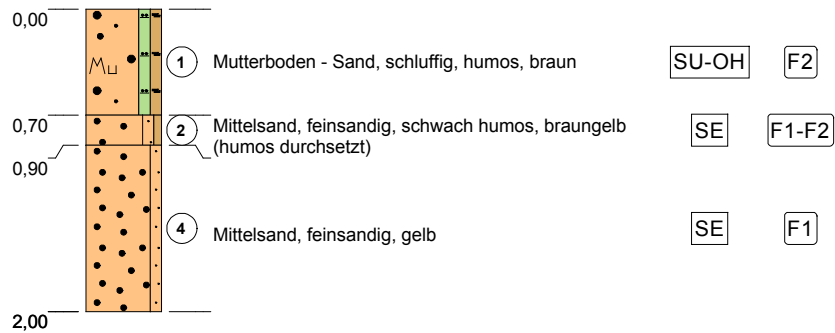 0,00
Mu
1 Mutterboden - Sand, schluffig, humos, braun SU-OH F2
0,70
2 Mittelsand, feinsandig, schwach humos, braungelb SE F1-F2
(humos durchsetzt)
0,90
4 Mittelsand, feinsandig, gelb SE F1
2,00